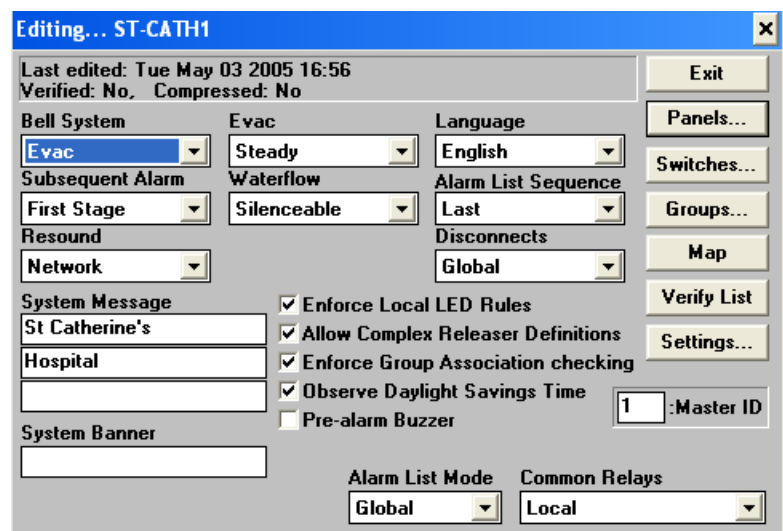 Editing... ST-CATH1
Last edited: Tue May 03 2005 16:56
Verified: No,   Compressed: No
Exit
Bell System
Evac
Language
Panels...
Evac
Steady
English
Switches...
Subsequent Alarm
Waterflow
Alarm List Sequence
First Stage
Silenceable
Last
Groups...
Resound
Disconnects
Map
Network
Global
Verify List
System Message
Enforce Local LED Rules
St Catherine's
Allow Complex Releaser Definitions
Settings...
Hospital
Enforce Group Association checking
Observe Daylight Savings Time
1 :Master ID
Pre-alarm Buzzer
System Banner
Alarm List Mode
Common Relays
Global
Local